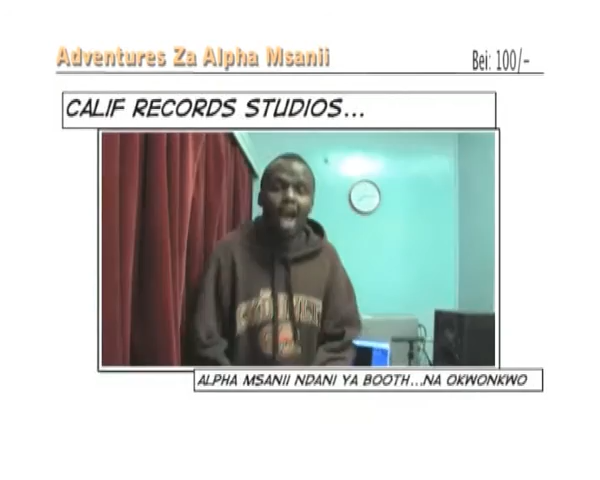 Adventures Za Alpha Msanii
Bei: 100/-
CALIF RECORDS STUDIOS...
ALPHA MSANII NDANI YA BOOTH...NA OKWONKWO